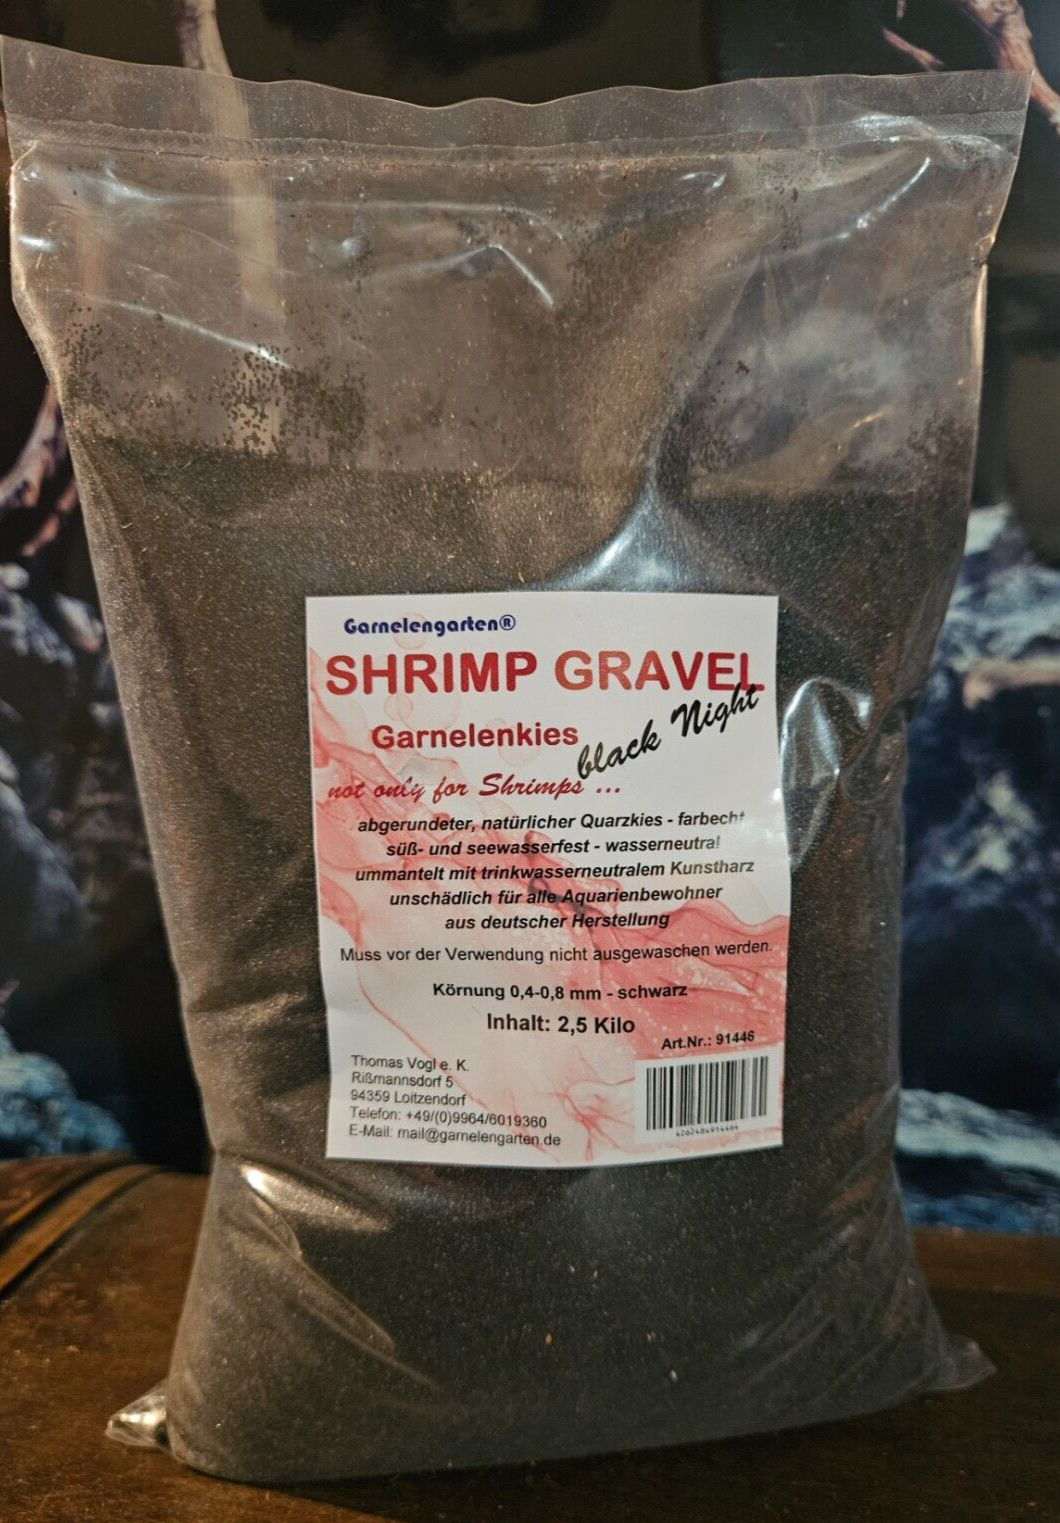 Garnelengarten®
SHRIMP GRAVEL
Garnelenkies
black Night
not only for Shrimps ...
abgerundeter, natürlicher Quarzkies - farbecht
süß- und seewasserfest - wasserneutral
ummantelt mit trinkwasserneutralem Kunstharz
unschädlich für alle Aquarienbewohner
aus deutscher Herstellung
Muss vor der Verwendung nicht ausgewaschen werden.
Körnung 0,4-0,8 mm - schwarz
Inhalt: 2,5 Kilo
Art.Nr.: 91446
Thomas Vogl e. K.
Rißmannsdorf 5
94359 Loitzendorf
Telefon: +49/(0)9964/6019360
E-Mail: mail@garnelengarten.de